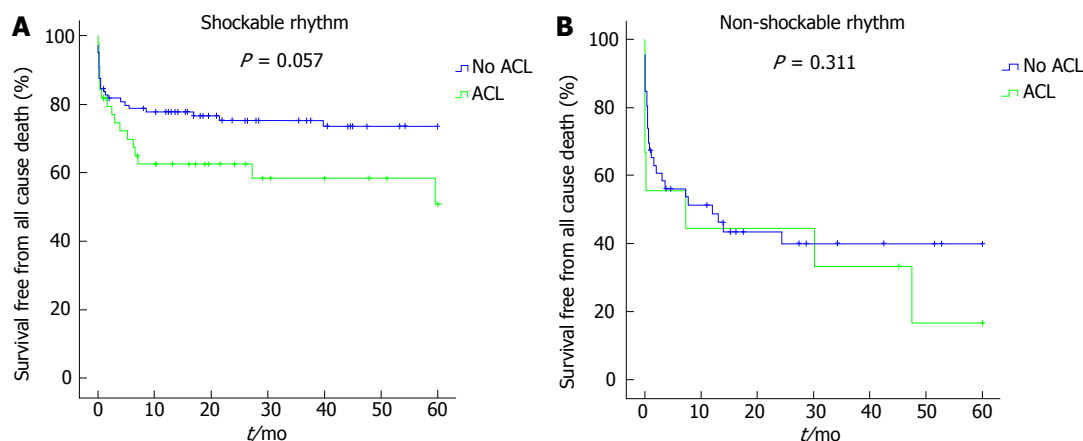 A
Shockable rhythm
P = 0.057
No ACL
ACL
Survival free from all cause death (%)
100
80
60
40
20
0
0 10 20 30 40 50 60
t/mo
B
Non-shockable rhythm
P = 0.311
No ACL
ACL
Survival free from all cause death (%)
100
80
60
40
20
0
0 10 20 30 40 50 60
t/mo